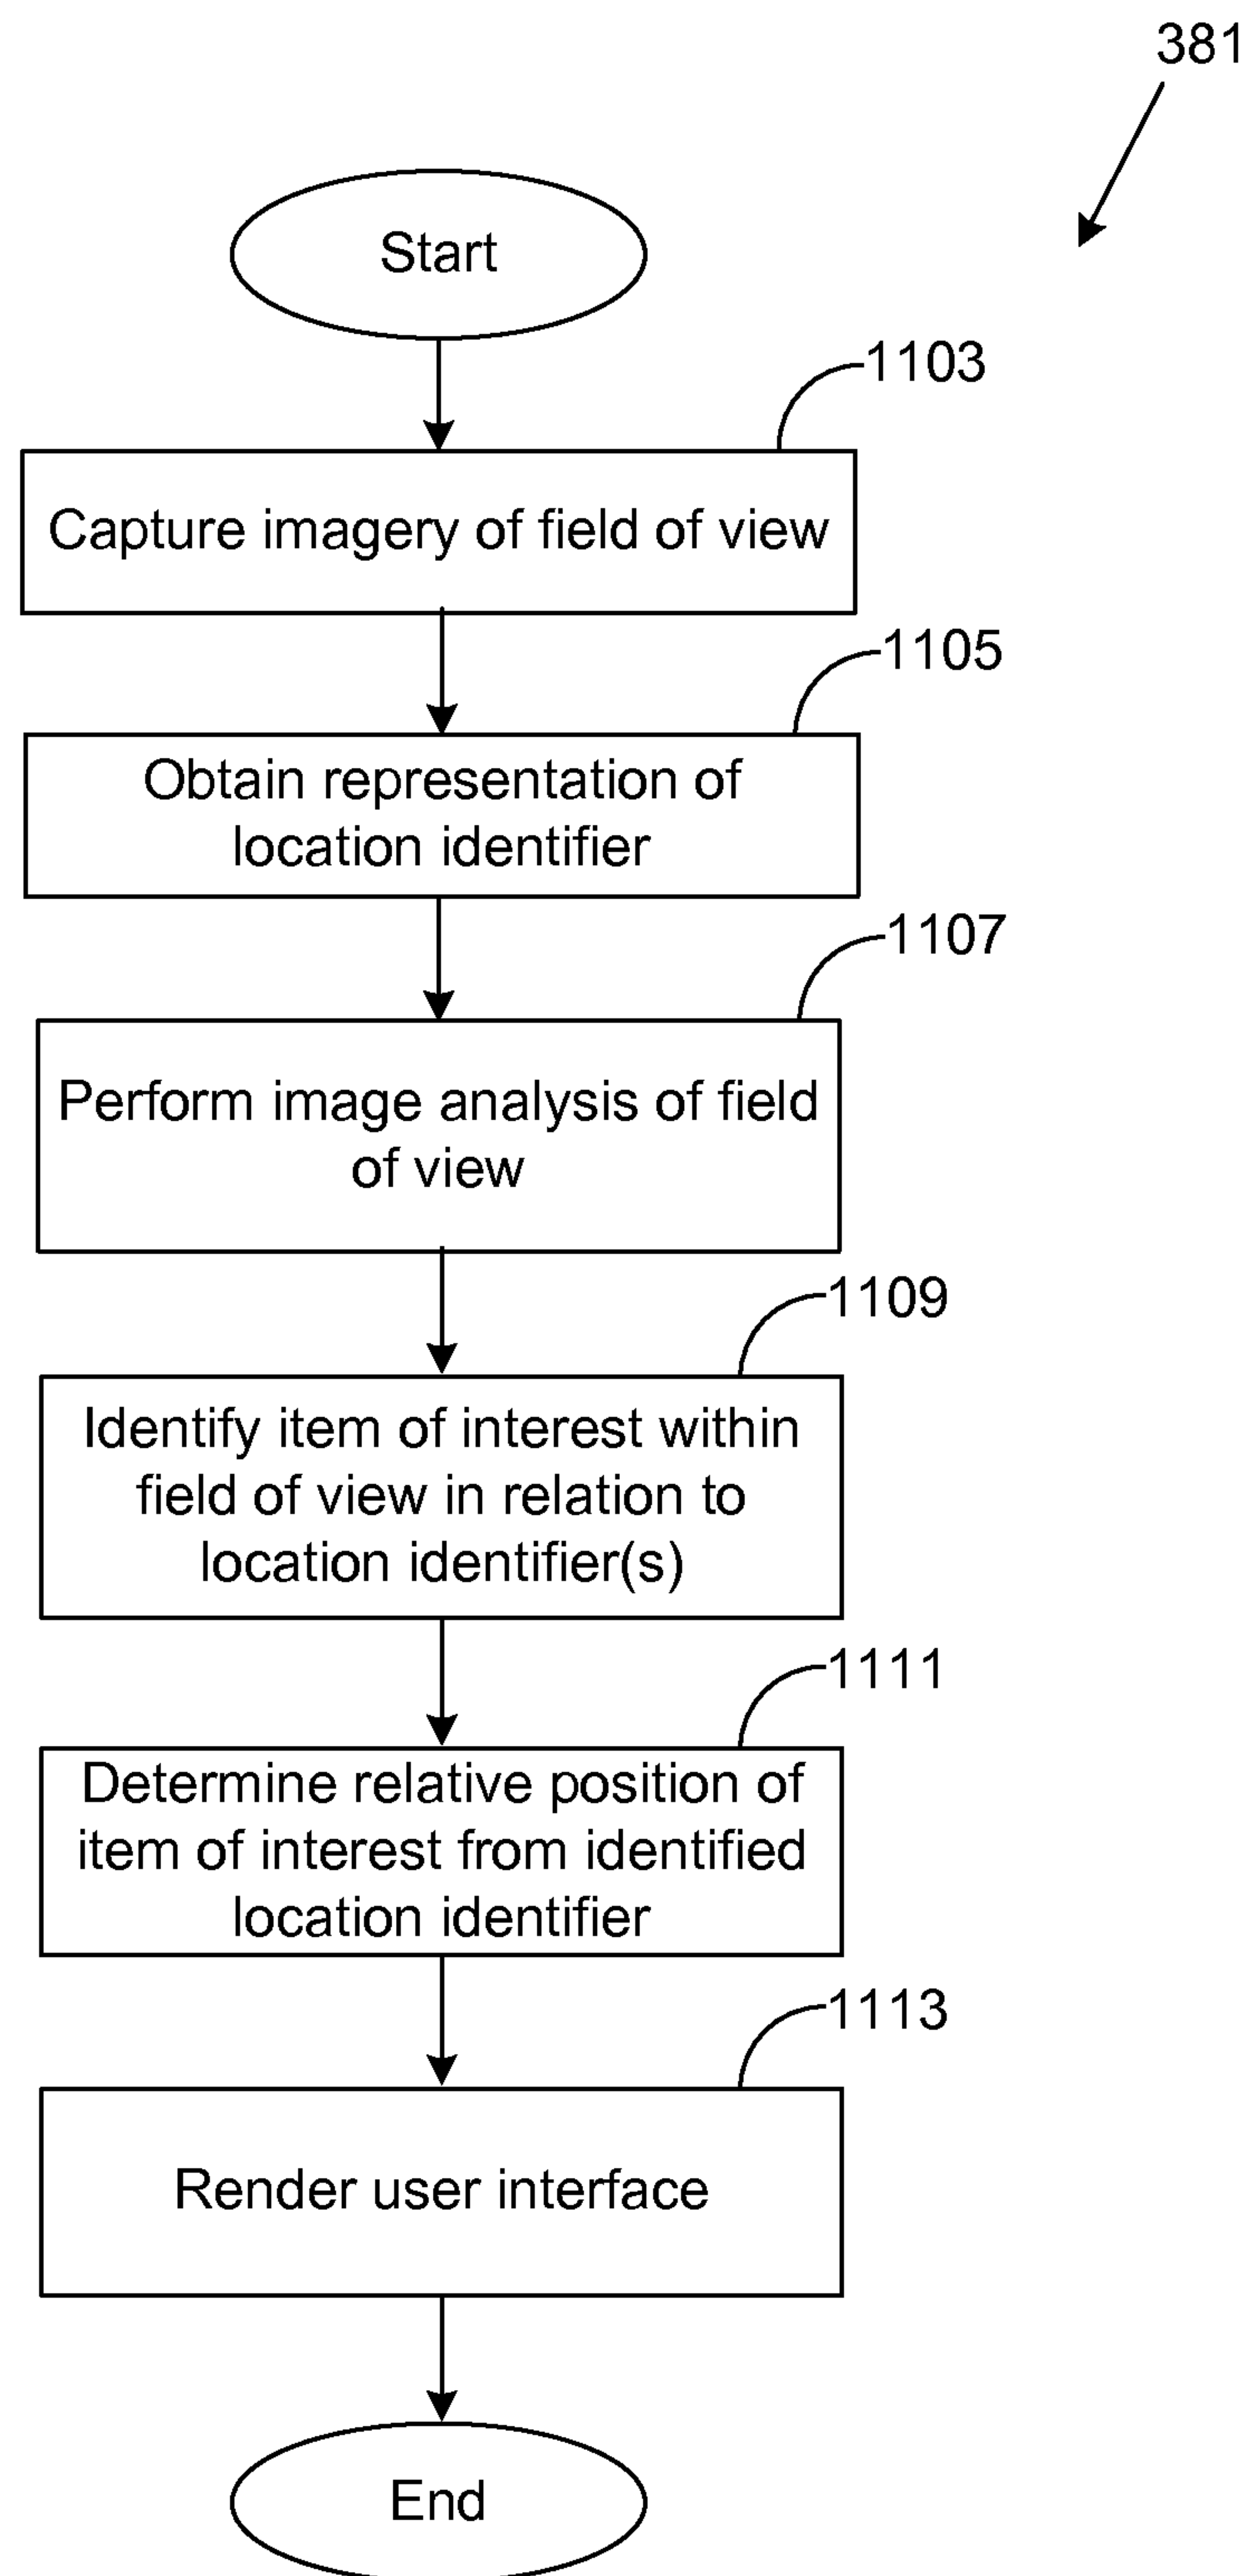 381
Start
1103
Capture imagery of field of view
1105
Obtain representation of
location identifier
1107
Perform image analysis of field
of view
1109
Identify item of interest within
field of view in relation to
location identifier(s)
1111
Determine relative position of
item of interest from identified
location identifier
1113
Render user interface
End